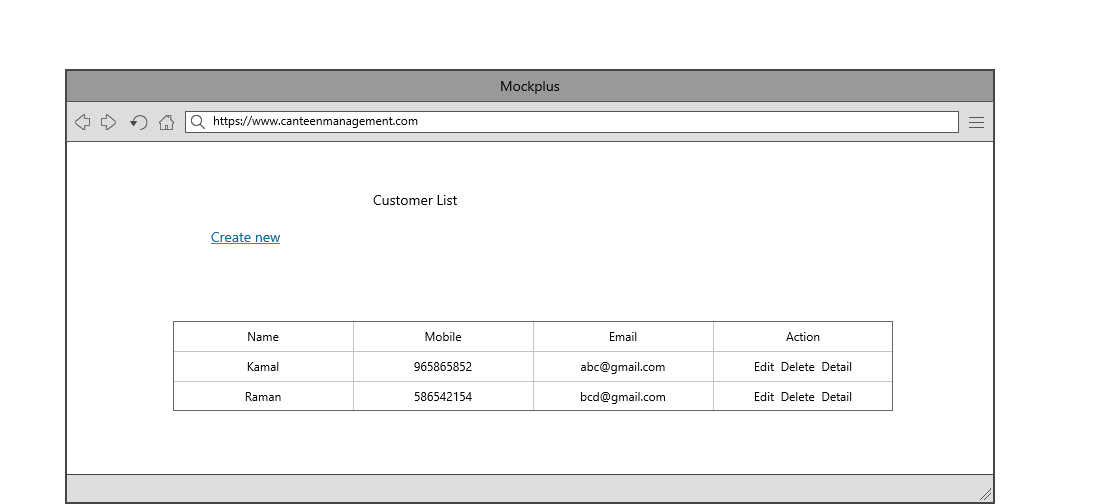 Mockplus
https://www.canteenmanagement.com
Customer List
Create new
Name Mobile Email Action
Kamal 965865852 abc@gmail.com Edit Delete Detail
Raman 586542154 bcd@gmail.com Edit Delete Detail